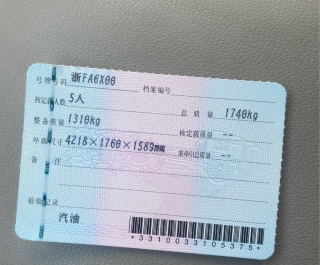 号牌号码 浙FA6X00 档案编号
核定载人数 5人 总质量 1740kg
整备质量 1310kg 核定载质量 --
外廓尺寸 4218×1760×1589mm 准牵引总质量 --
备注
检验记录
汽油
*3310033105375*